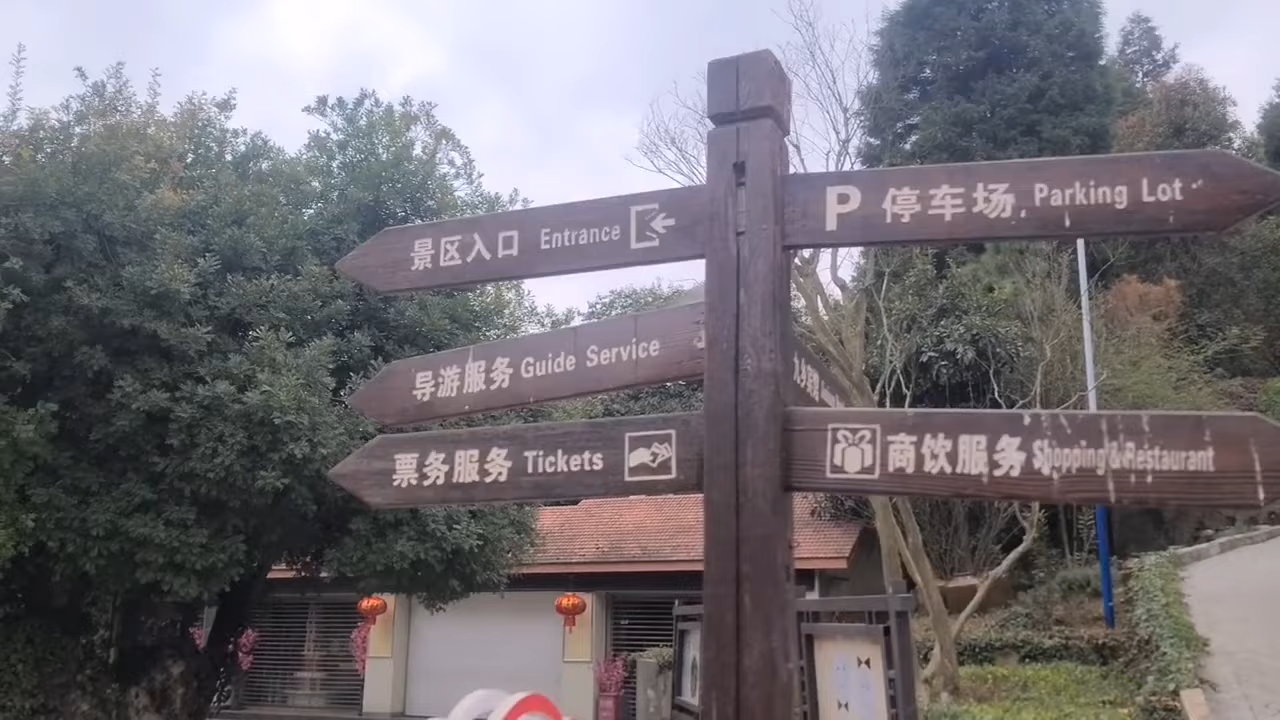 景区入口 Entrance
P 停车场 Parking Lot
导游服务 Guide Service
票务服务 Tickets
商饮服务 Shopping&Restaurant